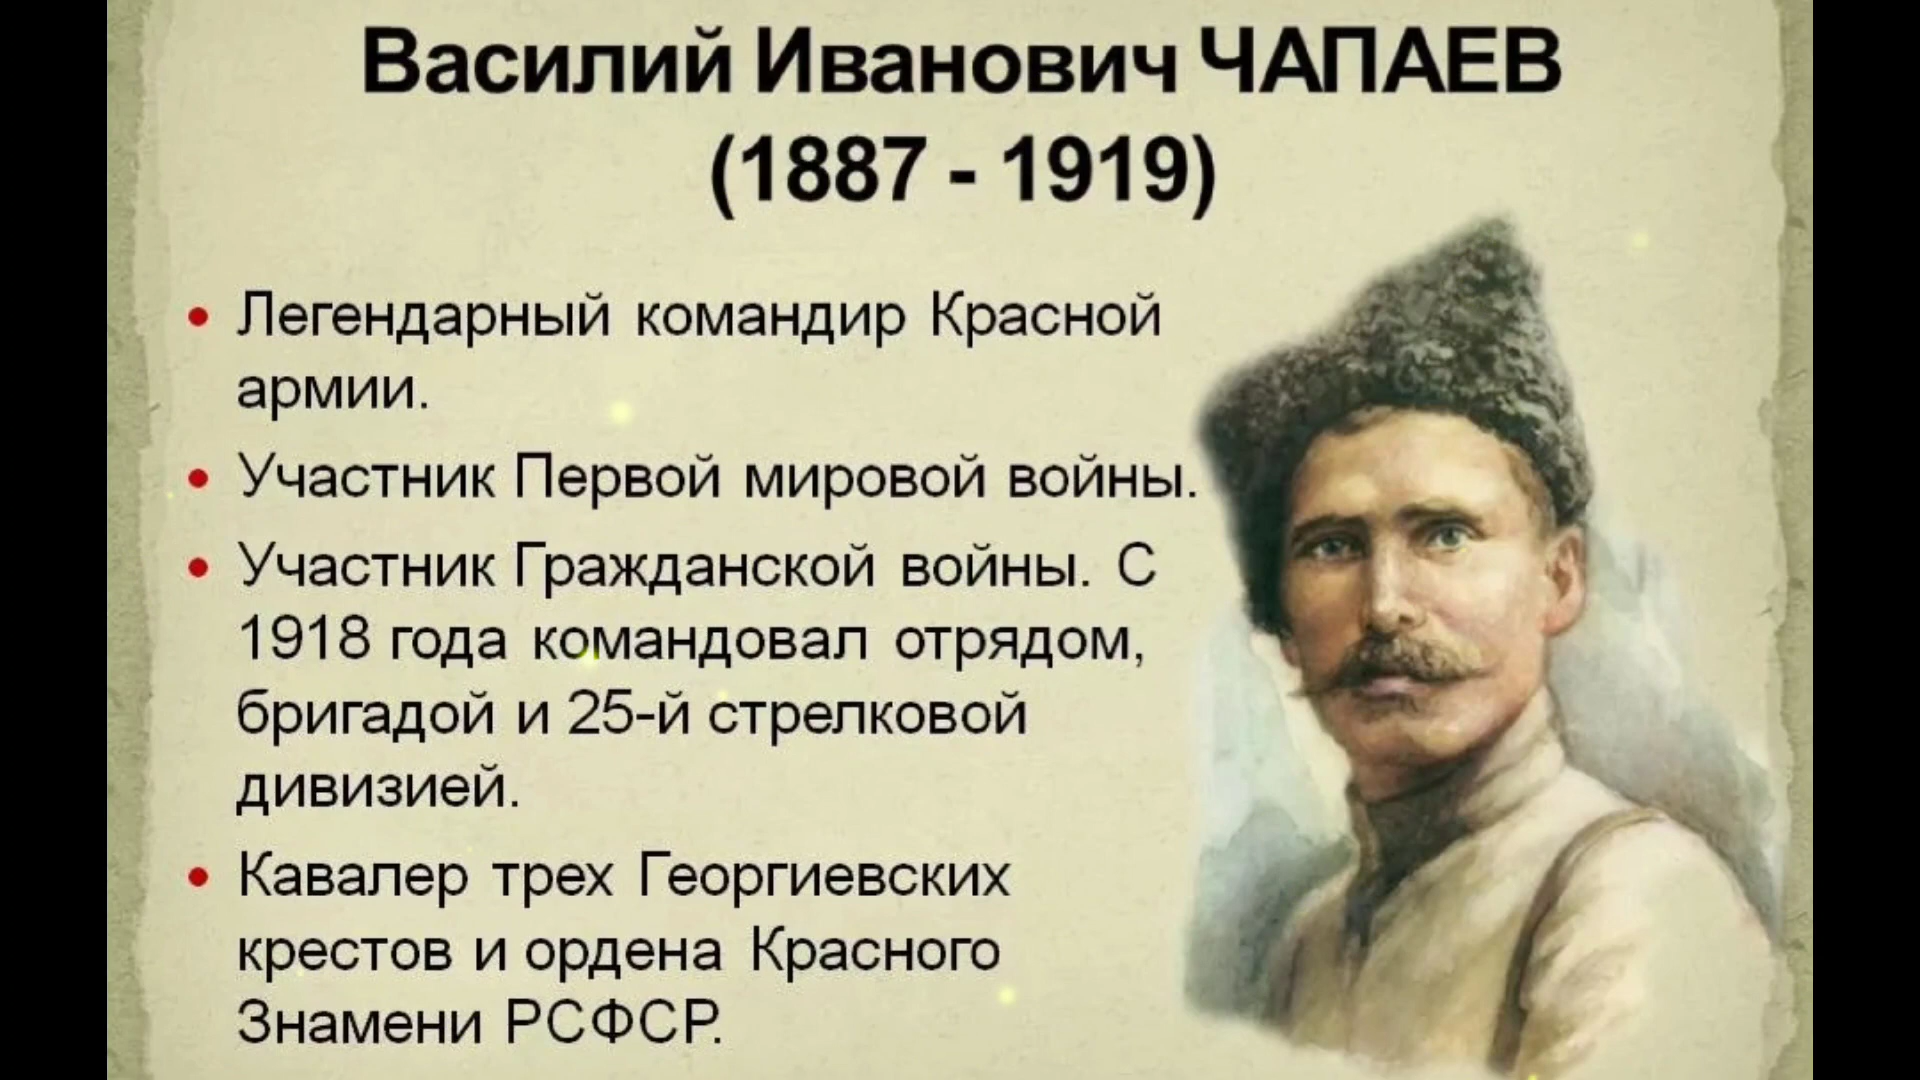 Василий Иванович ЧАПАЕВ
(1887 - 1919)
• Легендарный командир Красной
армии.
• Участник Первой мировой войны.
• Участник Гражданской войны. С
1918 года командовал отрядом,
бригадой и 25-й стрелковой
дивизией.
• Кавалер трех Георгиевских
крестов и ордена Красного
Знамени РСФСР.